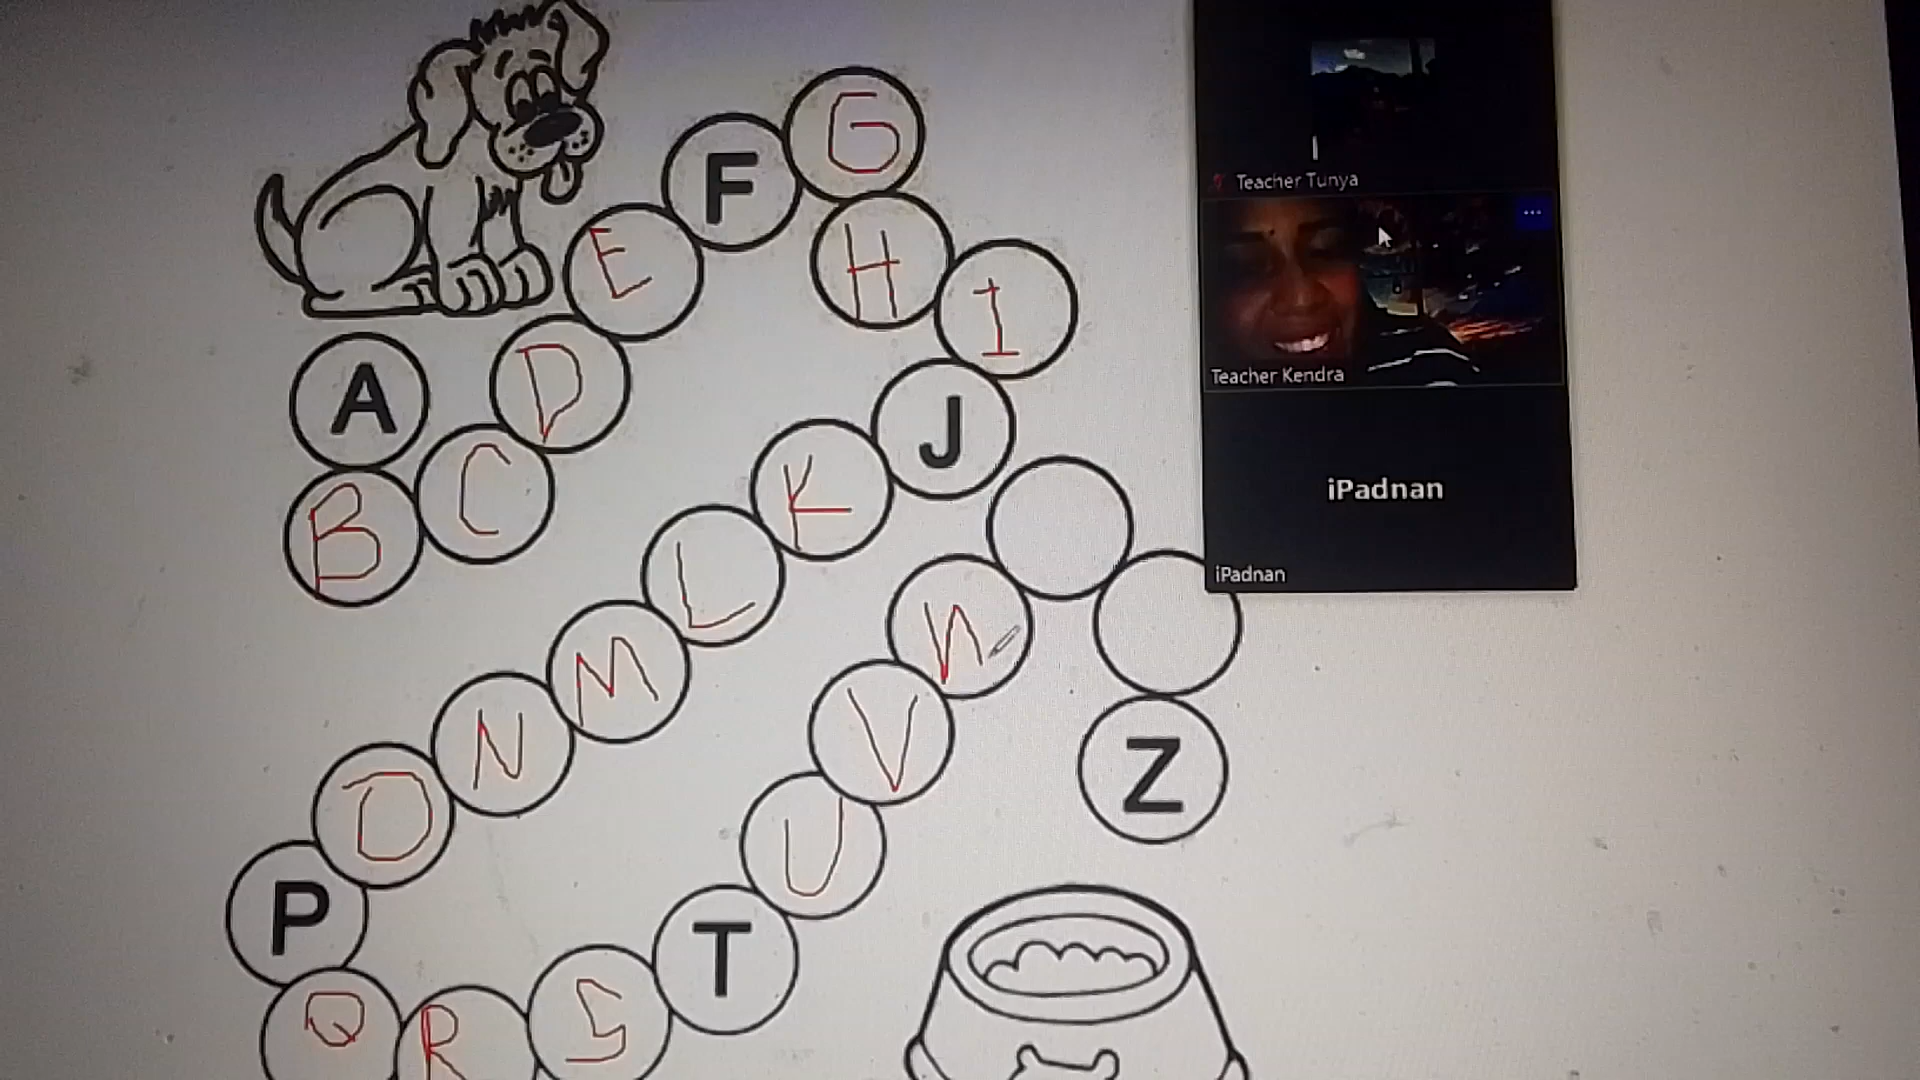 A
B
C
D
E
F
G
H
I
J
K
L
M
N
O
P
Q
R
S
T
U
V
Z
Teacher Tunya
Teacher Kendra
iPadnan
iPadnan